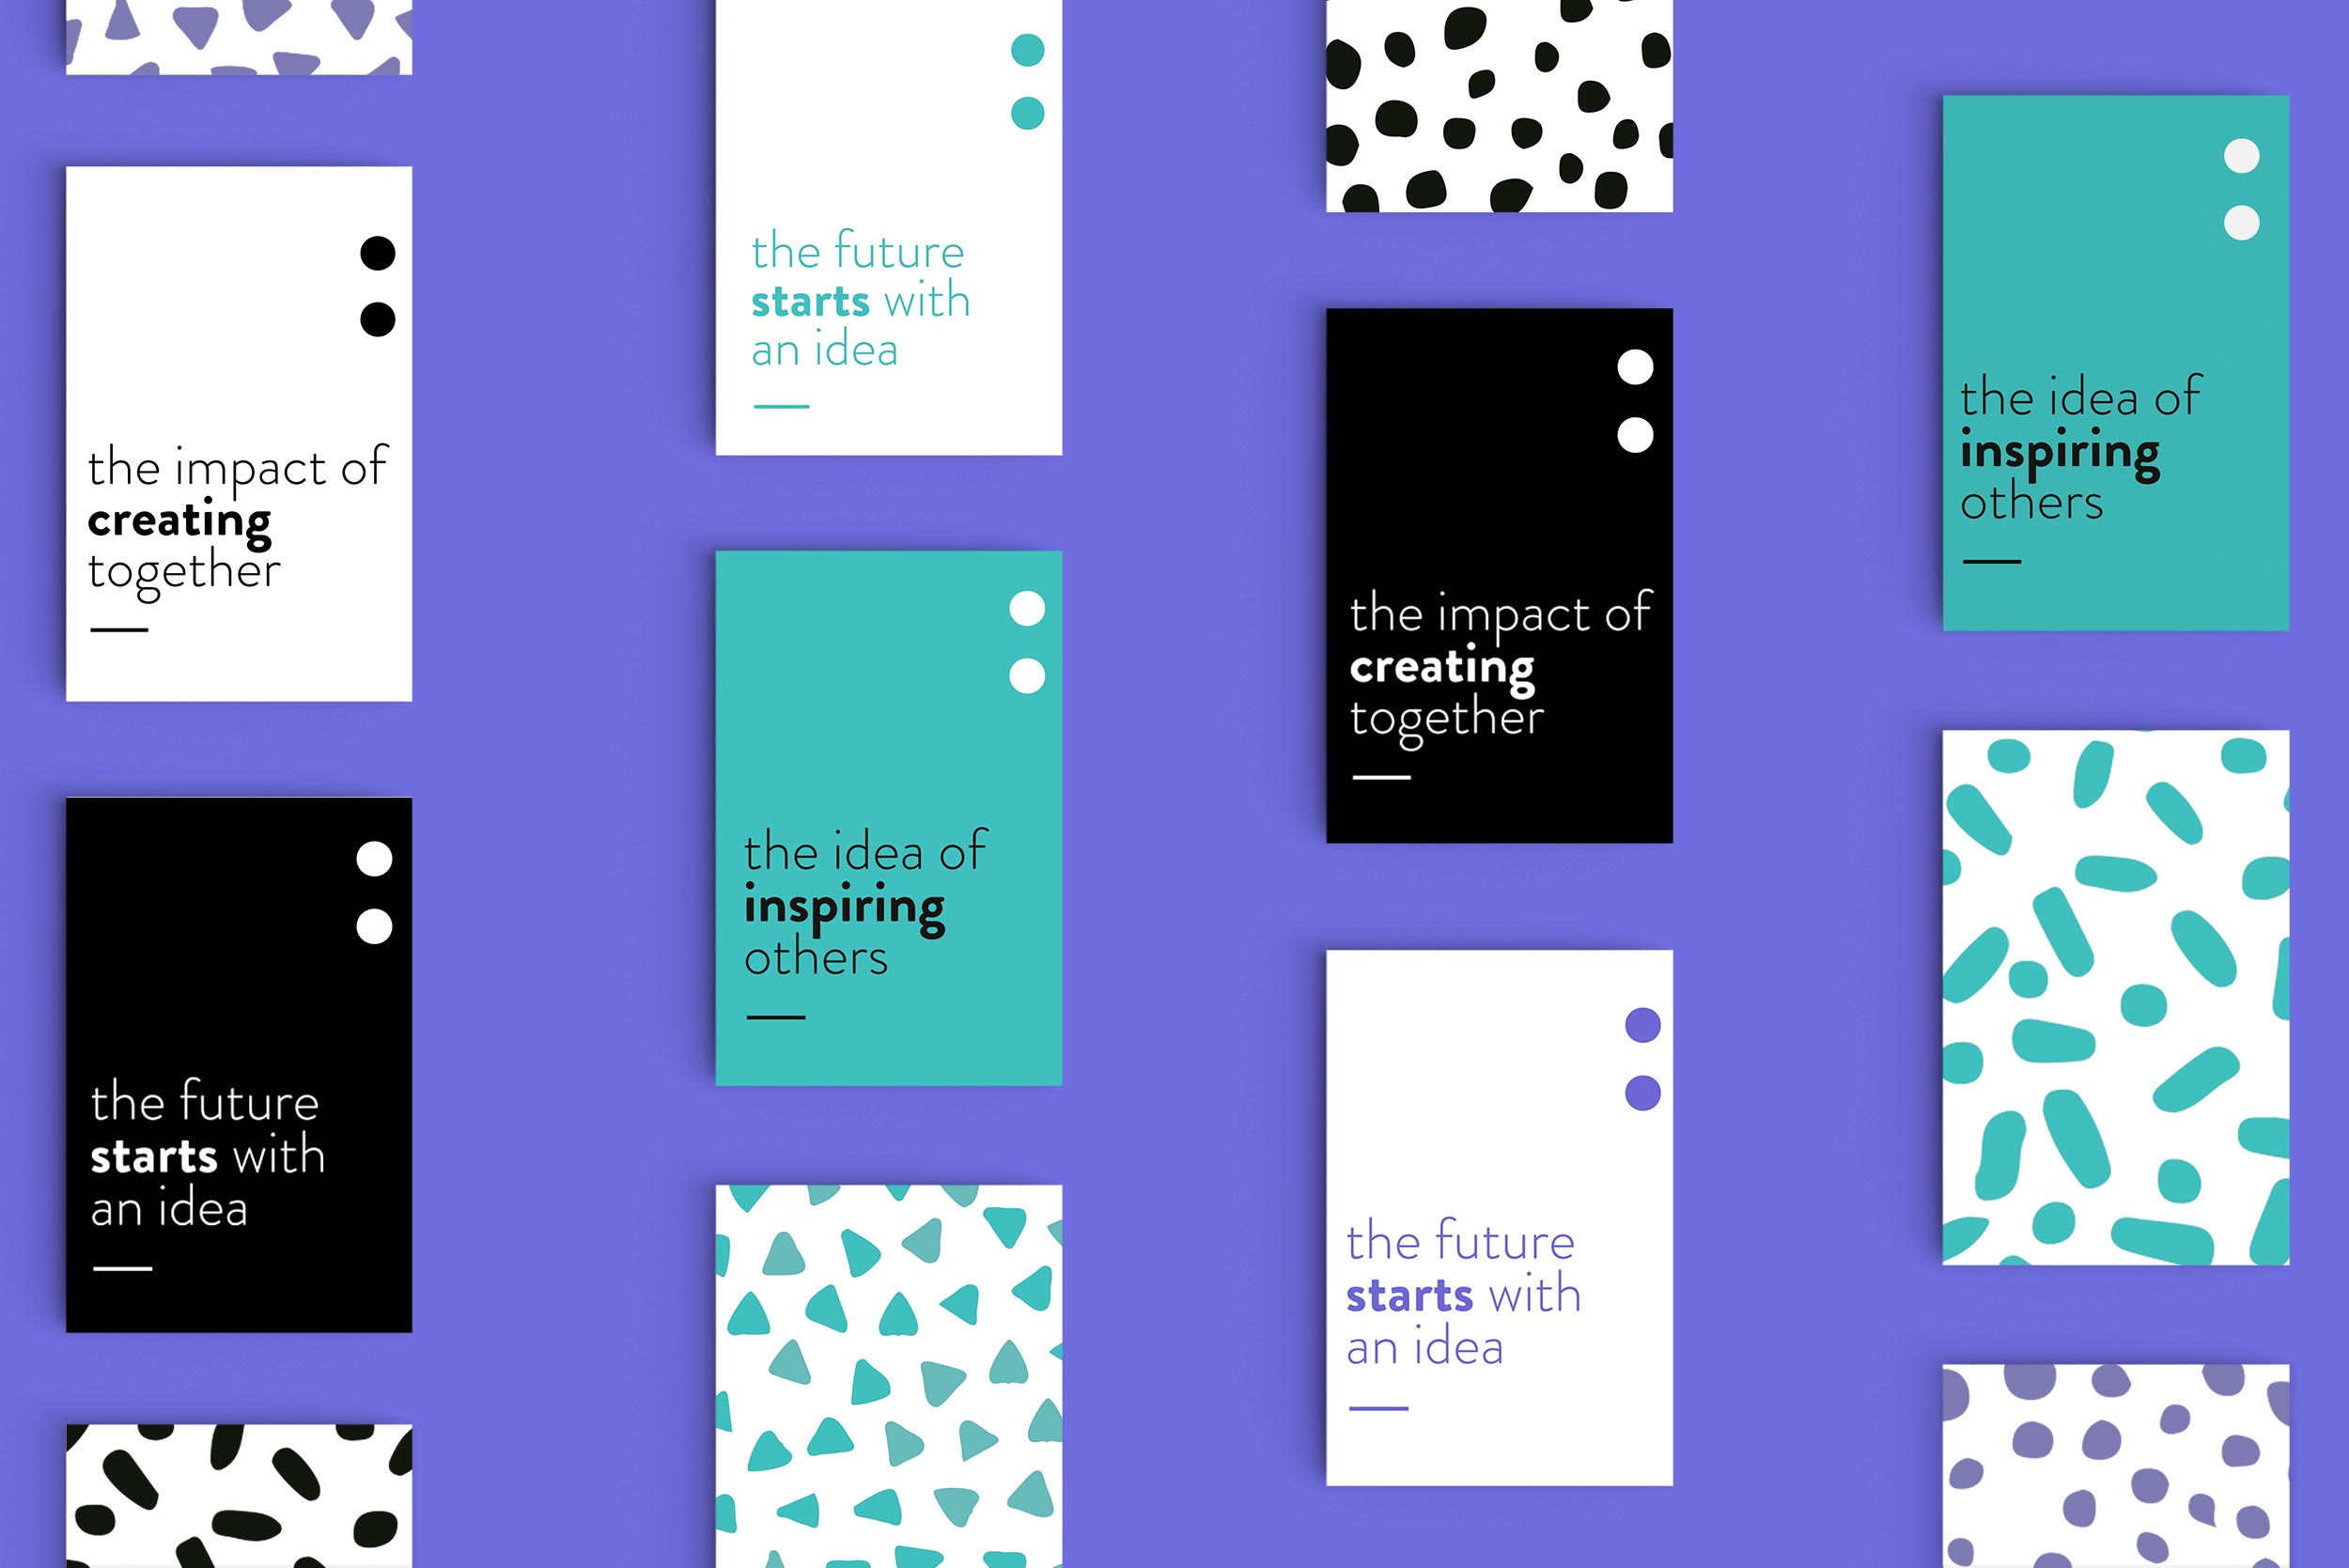 the impact of
creating
together
the future
starts with
an idea
the future
starts with
an idea
the idea of
inspiring
others
the impact of
creating
together
the future
starts with
an idea
the idea of
inspiring
others